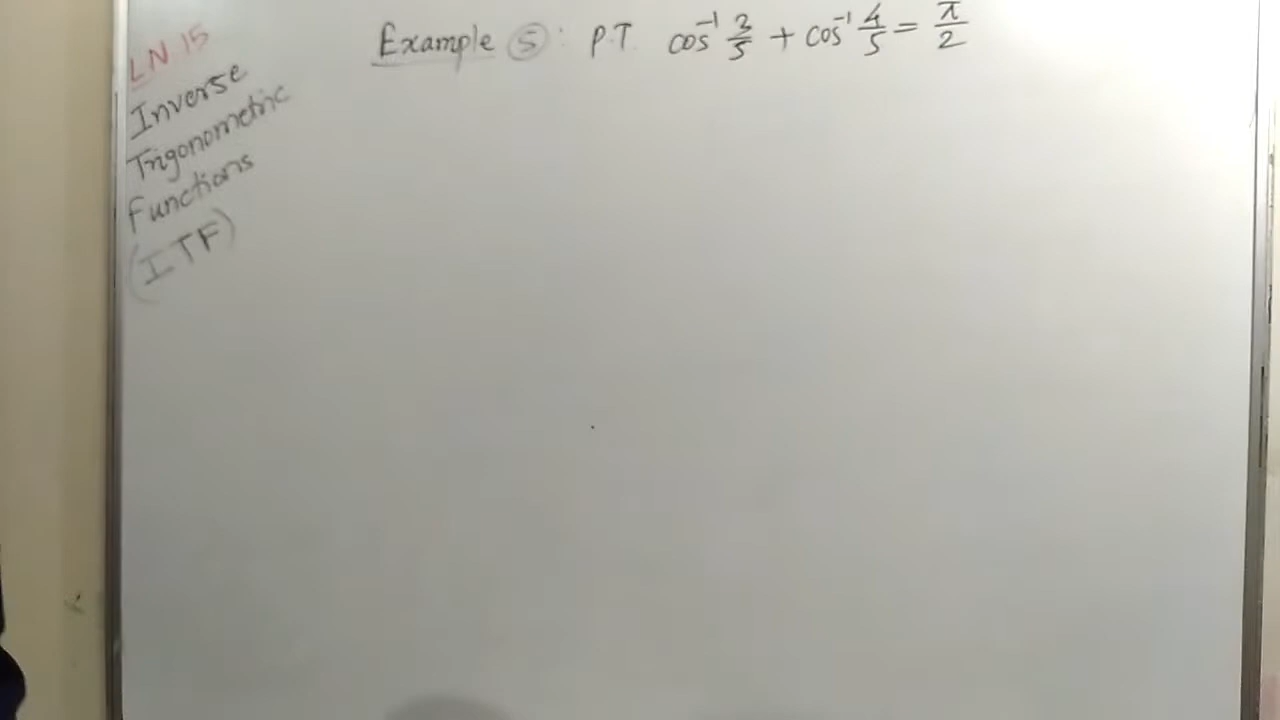 LN.15
Inverse
Trigonometric
Functions
(ITF)
Example ⑤: P.T. cos⁻¹ 3/5 + cos⁻¹ 4/5 = π/2